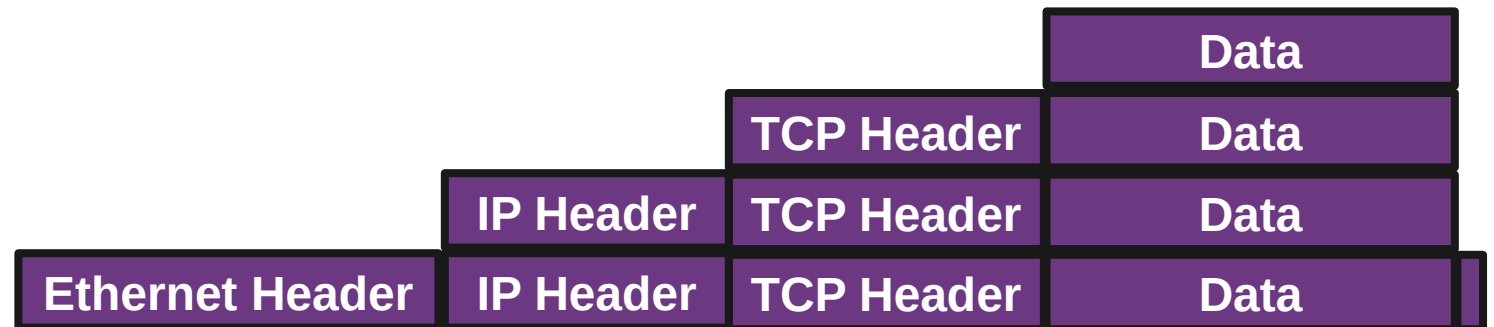 Data
TCP Header Data
IP Header TCP Header Data
Ethernet Header IP Header TCP Header Data